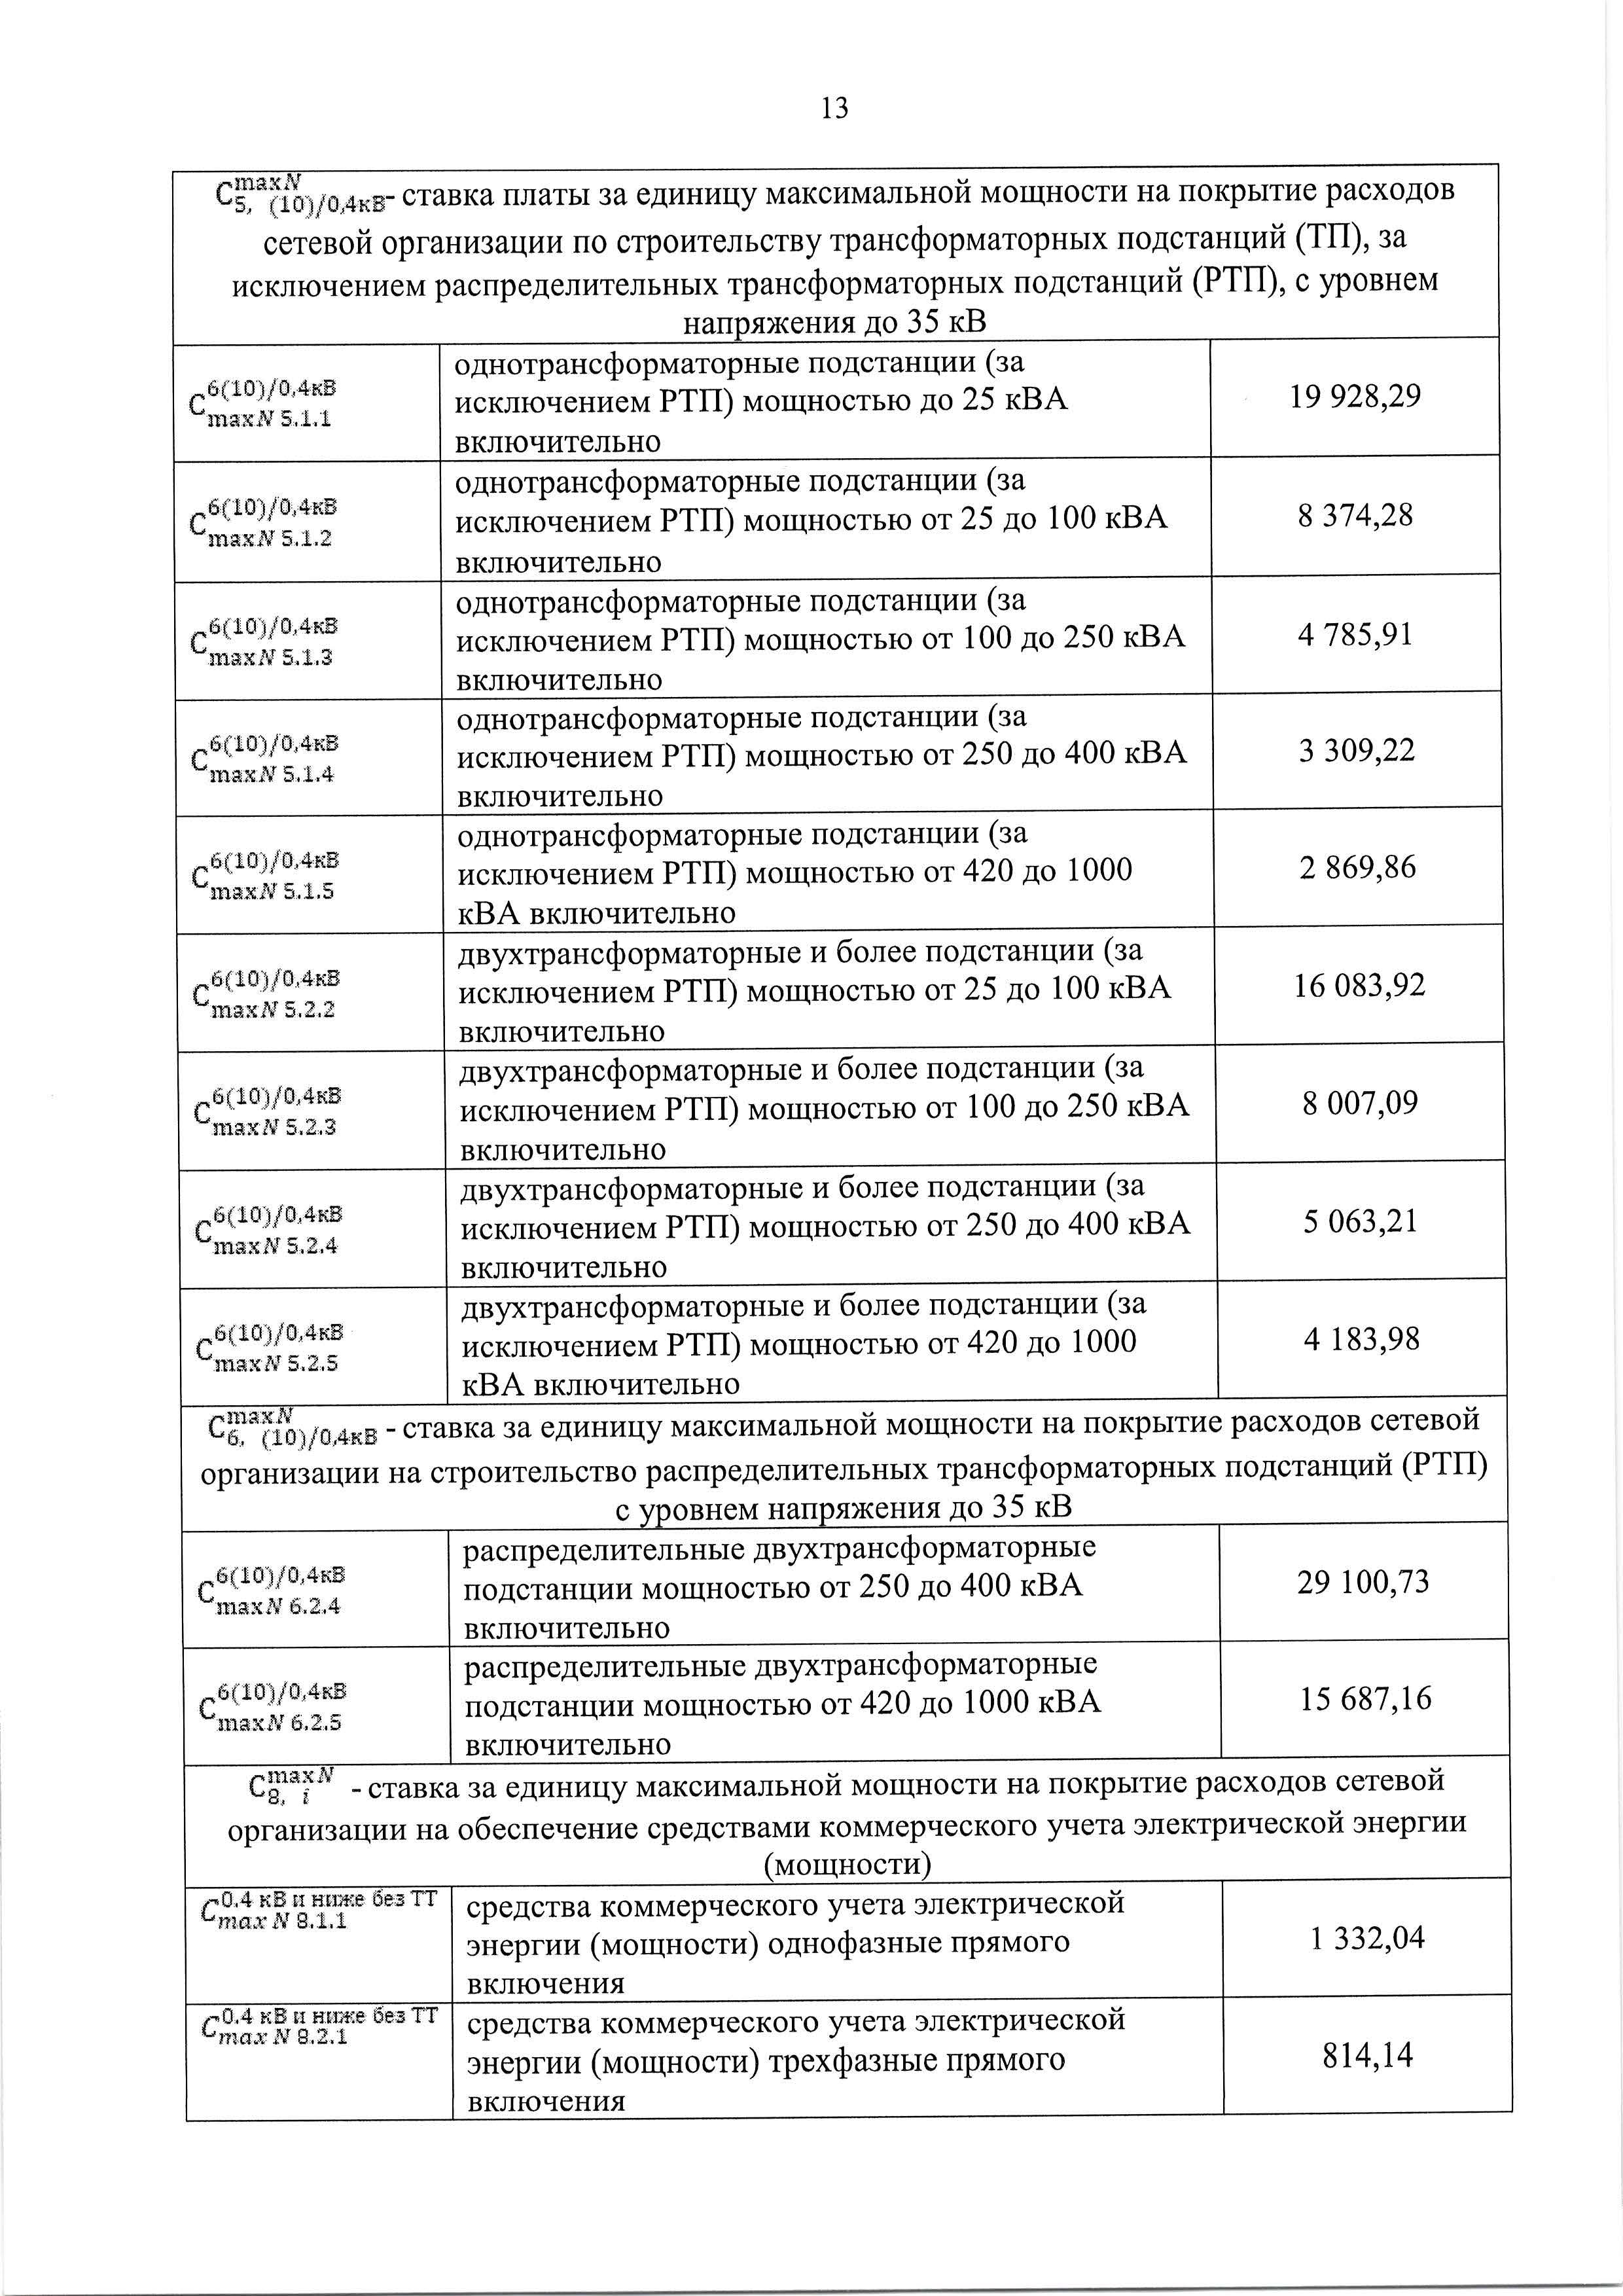 13
C₅, (10)/0,4кВ^maxN - ставка платы за единицу максимальной мощности на покрытие расходов
сетевой организации по строительству трансформаторных подстанций (ТП), за
исключением распределительных трансформаторных подстанций (РТП), с уровнем
напряжения до 35 кВ
C 6(10)/0,4кВ
maxN 5.1.1
однотрансформаторные подстанции (за
исключением РТП) мощностью до 25 кВА
включительно
19 928,29
C 6(10)/0,4кВ
maxN 5.1.2
однотрансформаторные подстанции (за
исключением РТП) мощностью от 25 до 100 кВА
включительно
8 374,28
C 6(10)/0,4кВ
maxN 5.1.3
однотрансформаторные подстанции (за
исключением РТП) мощностью от 100 до 250 кВА
включительно
4 785,91
C 6(10)/0,4кВ
maxN 5.1.4
однотрансформаторные подстанции (за
исключением РТП) мощностью от 250 до 400 кВА
включительно
3 309,22
C 6(10)/0,4кВ
maxN 5.1.5
однотрансформаторные подстанции (за
исключением РТП) мощностью от 420 до 1000
кВА включительно
2 869,86
C 6(10)/0,4кВ
maxN 5.2.2
двухтрансформаторные и более подстанции (за
исключением РТП) мощностью от 25 до 100 кВА
включительно
16 083,92
C 6(10)/0,4кВ
maxN 5.2.3
двухтрансформаторные и более подстанции (за
исключением РТП) мощностью от 100 до 250 кВА
включительно
8 007,09
C 6(10)/0,4кВ
maxN 5.2.4
двухтрансформаторные и более подстанции (за
исключением РТП) мощностью от 250 до 400 кВА
включительно
5 063,21
C 6(10)/0,4кВ
maxN 5.2.5
двухтрансформаторные и более подстанции (за
исключением РТП) мощностью от 420 до 1000
кВА включительно
4 183,98
C₆, (10)/0,4кВ^maxN - ставка за единицу максимальной мощности на покрытие расходов сетевой
организации на строительство распределительных трансформаторных подстанций (РТП)
с уровнем напряжения до 35 кВ
C 6(10)/0,4кВ
maxN 6.2.4
распределительные двухтрансформаторные
подстанции мощностью от 250 до 400 кВА
включительно
29 100,73
C 6(10)/0,4кВ
maxN 6.2.5
распределительные двухтрансформаторные
подстанции мощностью от 420 до 1000 кВА
включительно
15 687,16
C₈, i^maxN - ставка за единицу максимальной мощности на покрытие расходов сетевой
организации на обеспечение средствами коммерческого учета электрической энергии
(мощности)
C 0.4 кВ и ниже без ТТ
max N 8.1.1
средства коммерческого учета электрической
энергии (мощности) однофазные прямого
включения
1 332,04
C 0.4 кВ и ниже без ТТ
max N 8.2.1
средства коммерческого учета электрической
энергии (мощности) трехфазные прямого
включения
814,14